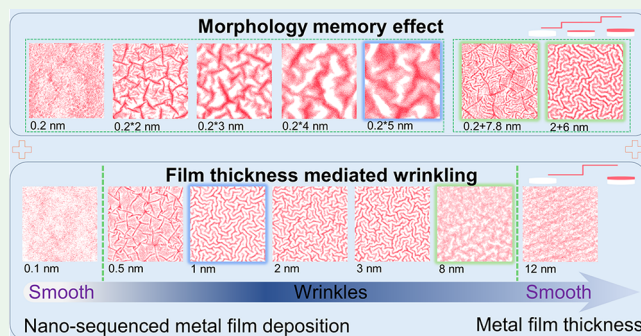 Morphology memory effect
0.2 nm
0.2*2 nm
0.2*3 nm
0.2*4 nm
0.2*5 nm
0.2+7.8 nm
2+6 nm
Film thickness mediated wrinkling
0.1 nm
0.5 nm
1 nm
2 nm
3 nm
8 nm
12 nm
Smooth
Wrinkles
Smooth
Nano-sequenced metal film deposition
Metal film thickness